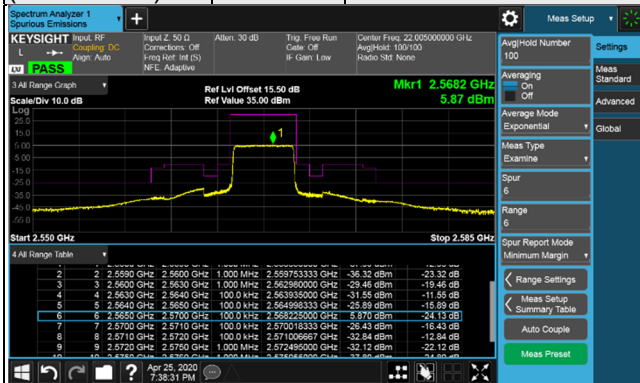 Spectrum Analyzer 1
Spurious Emissions
Meas Setup
KEYSIGHT Input: RF
Coupling: DC
Align: Auto
Input Z: 50 Ω
Corrections: Off
Freq Ref: Int (S)
NFE: Adaptive
Atten: 30 dB
Trig: Free Run
Gate: Off
IF Gain: Low
Center Freq: 22.005000000 GHz
Avg|Hold: 100/100
Radio Std: None
L
LV PASS
3 All Range Graph
Scale/Div 10.0 dB
Ref Lvl Offset 15.50 dB
Ref Value 35.00 dBm
Mkr1 2.5682 GHz
5.87 dBm
Log
25.0
15.0
5.00
-5.00
-15.0
-25.0
-35.0
-45.0
-55.0
1
Start 2.550 GHz
Stop 2.585 GHz
4 All Range Table
2 2 2.5590 GHz 2.5600 GHz 1.000 MHz 2.559753333 GHz -36.32 dBm -23.32 dB
3 3 2.5600 GHz 2.5630 GHz 1.000 MHz 2.562980000 GHz -29.46 dBm -19.46 dB
4 4 2.5630 GHz 2.5640 GHz 100.0 kHz 2.563935000 GHz -31.55 dBm -11.55 dB
5 5 2.5640 GHz 2.5650 GHz 100.0 kHz 2.564998333 GHz -25.89 dBm -15.89 dB
6 6 2.5650 GHz 2.5700 GHz 100.0 kHz 2.568225000 GHz 5.870 dBm -24.13 dB
7 7 2.5700 GHz 2.5710 GHz 100.0 kHz 2.570018333 GHz -26.43 dBm -16.43 dB
8 8 2.5710 GHz 2.5720 GHz 100.0 kHz 2.571006667 GHz -32.84 dBm -12.84 dB
9 9 2.5720 GHz 2.5750 GHz 1.000 MHz 2.572495000 GHz -32.12 dBm -22.12 dB
Avg|Hold Number
100
Averaging
On
Off
Average Mode
Exponential
Meas Type
Examine
Spur
6
Range
6
Spur Report Mode
Minimum Margin
Range Settings
Meas Setup
Summary Table
Auto Couple
Meas Preset
Settings
Meas
Standard
Advanced
Global
Apr 25, 2020
7:38:31 PM